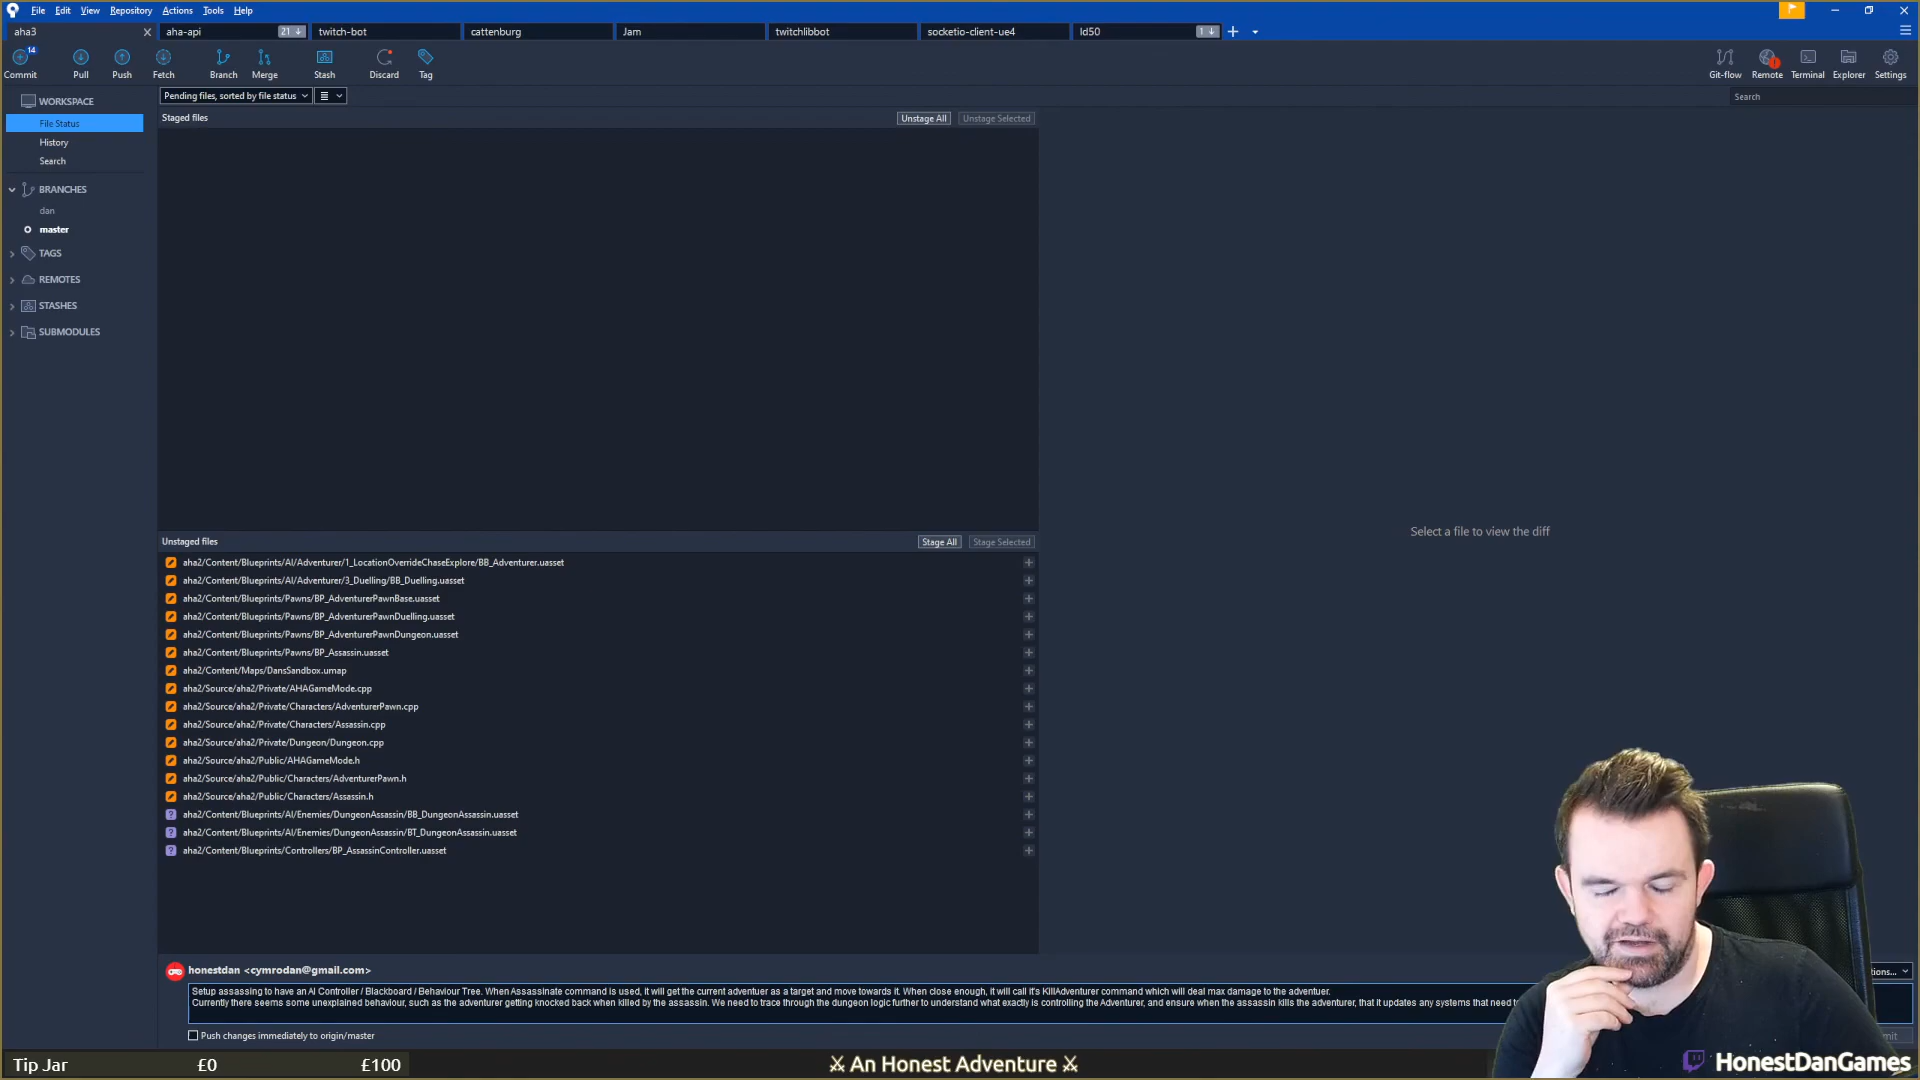 File Edit View Repository Actions Tools Help
aha3
aha-api 21
twitch-bot
cattenburg
Jam
twitchlibbot
socketio-client-ue4
ld50 1
14
Commit Pull Push Fetch Branch Merge Stash Discard Tag
Git-flow Remote Terminal Explorer Settings
WORKSPACE
File Status
History
Search
BRANCHES
dan
master
TAGS
REMOTES
STASHES
SUBMODULES
Pending files, sorted by file status
Search
Staged files
Unstage All Unstage Selected
Select a file to view the diff
Unstaged files
Stage All Stage Selected
aha2/Content/Blueprints/AI/Adventurer/1_LocationOverrideChaseExplore/BB_Adventurer.uasset
aha2/Content/Blueprints/AI/Adventurer/3_Duelling/BB_Duelling.uasset
aha2/Content/Blueprints/Pawns/BP_AdventurerPawnBase.uasset
aha2/Content/Blueprints/Pawns/BP_AdventurerPawnDuelling.uasset
aha2/Content/Blueprints/Pawns/BP_AdventurerPawnDungeon.uasset
aha2/Content/Blueprints/Pawns/BP_Assassin.uasset
aha2/Content/Maps/DansSandbox.umap
aha2/Source/aha2/Private/AHAGameMode.cpp
aha2/Source/aha2/Private/Characters/AdventurerPawn.cpp
aha2/Source/aha2/Private/Characters/Assassin.cpp
aha2/Source/aha2/Private/Dungeon/Dungeon.cpp
aha2/Source/aha2/Public/AHAGameMode.h
aha2/Source/aha2/Public/Characters/AdventurerPawn.h
aha2/Source/aha2/Public/Characters/Assassin.h
aha2/Content/Blueprints/AI/Enemies/DungeonAssassin/BB_DungeonAssassin.uasset
aha2/Content/Blueprints/AI/Enemies/DungeonAssassin/BT_DungeonAssassin.uasset
aha2/Content/Blueprints/Controllers/BP_AssassinController.uasset
honestdan <cymrodan@gmail.com>
Setup assassing to have an AI Controller / Blackboard / Behaviour Tree. When Assassinate command is used, it will get the current adventuer as a target and move towards it. When close enough, it will call it's KillAdventurer command which will deal max damage to the adventurer.
Currently there seems some unexplained behaviour, such as the adventurer getting knocked back when killed by the assassin. We need to trace through the dungeon logic further to understand what exactly is controlling the Adventurer, and ensure when the assassin kills the adventurer, that it updates any systems that need
Push changes immediately to origin/master
Tip Jar £0 £100
⚔ An Honest Adventure ⚔
HonestDanGames